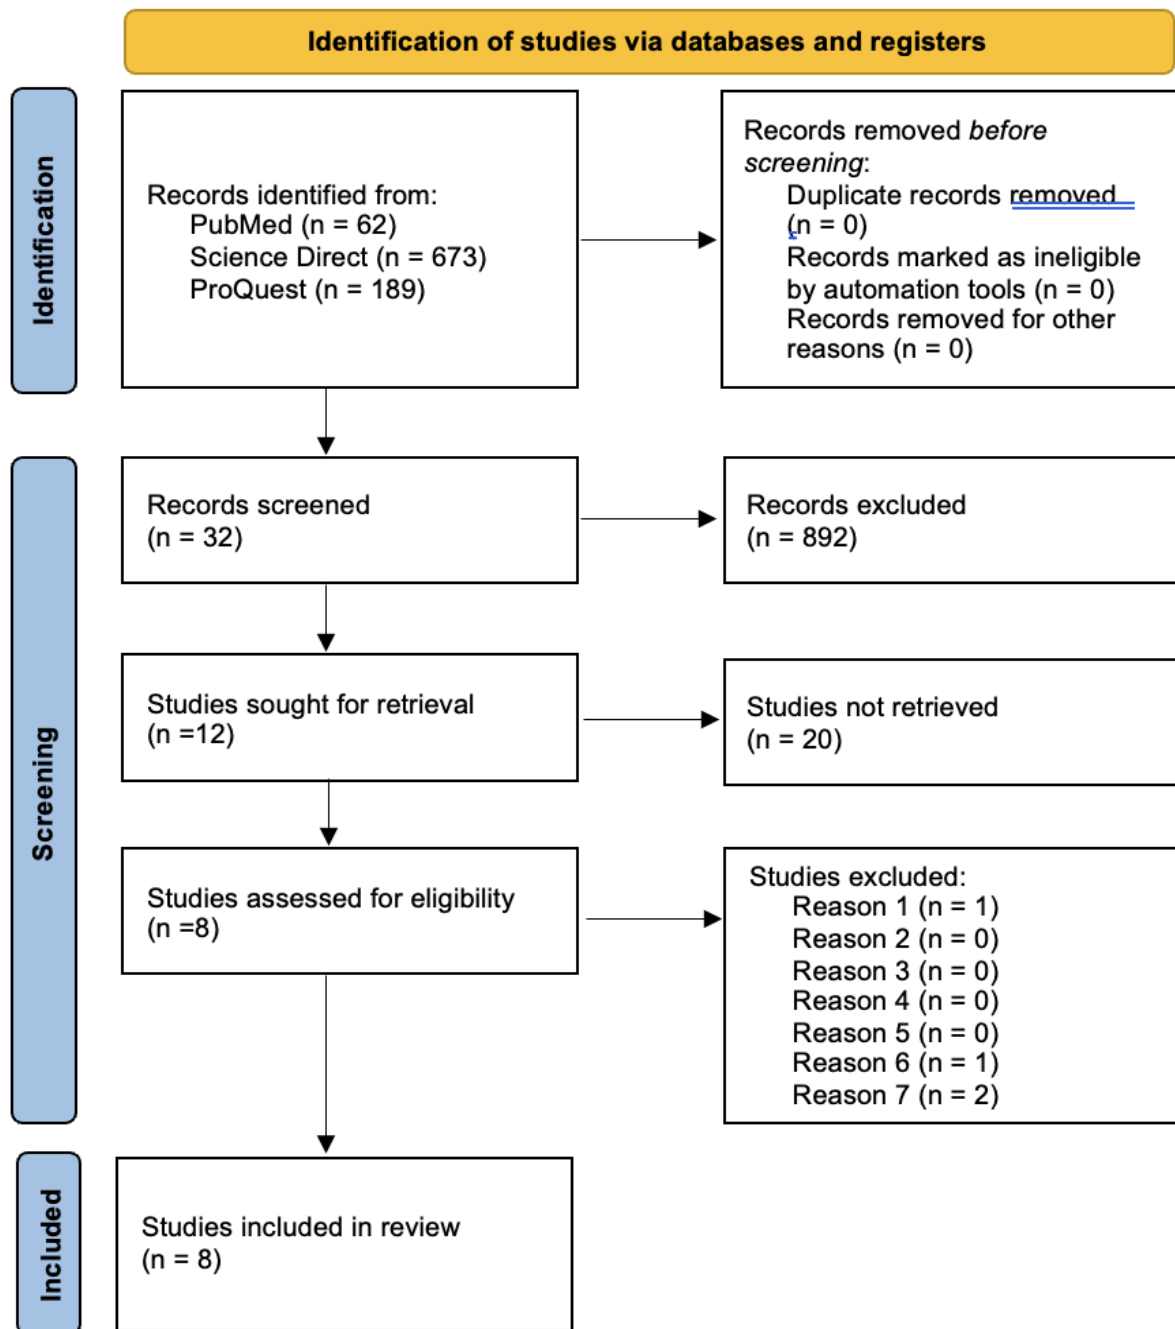 Identification of studies via databases and registers
Identification
Records identified from:
PubMed (n = 62)
Science Direct (n = 673)
ProQuest (n = 189)
Records removed before
screening:
Duplicate records removed
(n = 0)
Records marked as ineligible
by automation tools (n = 0)
Records removed for other
reasons (n = 0)
Screening
Records screened
(n = 32)
Records excluded
(n = 892)
Studies sought for retrieval
(n =12)
Studies not retrieved
(n = 20)
Studies assessed for eligibility
(n =8)
Studies excluded:
Reason 1 (n = 1)
Reason 2 (n = 0)
Reason 3 (n = 0)
Reason 4 (n = 0)
Reason 5 (n = 0)
Reason 6 (n = 1)
Reason 7 (n = 2)
Included
Studies included in review
(n = 8)